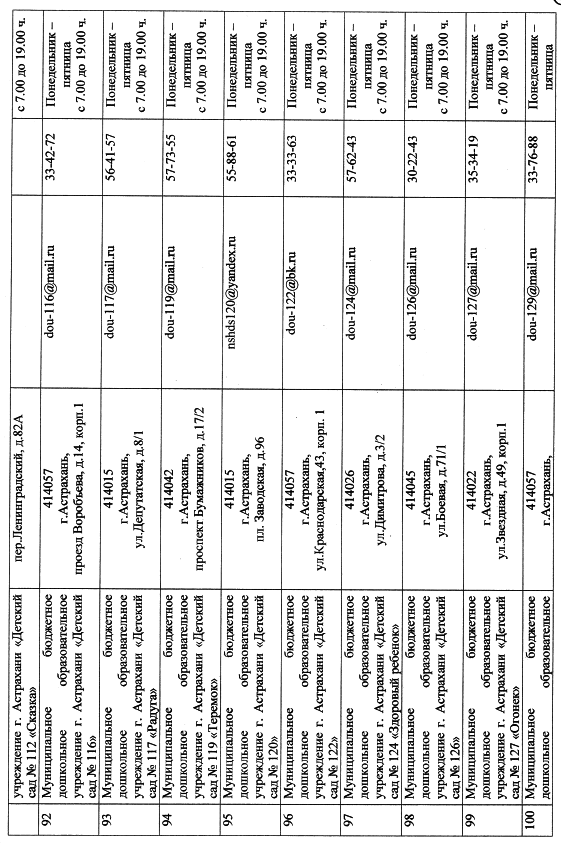 учреждение г. Астрахани «Детский
сад № 112 «Сказка»
пер.Ленинградский, д.82А
с 7.00 до 19.00 ч.
92
Муниципальное бюджетное
дошкольное образовательное
учреждение г. Астрахани «Детский
сад № 116»
414057
г.Астрахань,
проезд Воробьева, д.14, корп.1
dou-116@mail.ru
33-42-72
Понедельник –
пятница
с 7.00 до 19.00 ч.
93
Муниципальное бюджетное
дошкольное образовательное
учреждение г. Астрахани «Детский
сад № 117 «Радуга»
414015
г.Астрахань,
ул.Депутатская, д.8/1
dou-117@mail.ru
56-41-57
Понедельник –
пятница
с 7.00 до 19.00 ч.
94
Муниципальное бюджетное
дошкольное образовательное
учреждение г. Астрахани «Детский
сад № 119 «Теремок»
414042
г.Астрахань,
проспект Бумажников, д.17/2
dou-119@mail.ru
57-73-55
Понедельник –
пятница
с 7.00 до 19.00 ч.
95
Муниципальное бюджетное
дошкольное образовательное
учреждение г. Астрахани «Детский
сад № 120»
414015
г.Астрахань,
пл. Заводская, д.96
nshds120@yandex.ru
55-88-61
Понедельник –
пятница
с 7.00 до 19.00 ч.
96
Муниципальное бюджетное
дошкольное образовательное
учреждение г. Астрахани «Детский
сад № 122»
414057
г.Астрахань,
ул.Краснодарская,43, корп. 1
dou-122@bk.ru
33-33-63
Понедельник –
пятница
с 7.00 до 19.00 ч.
97
Муниципальное бюджетное
дошкольное образовательное
учреждение г. Астрахани «Детский
сад № 124 «Здоровый ребенок»
414026
г.Астрахань,
ул.Димитрова, д.3/2
dou-124@mail.ru
57-62-43
Понедельник –
пятница
с 7.00 до 19.00 ч.
98
Муниципальное бюджетное
дошкольное образовательное
учреждение г. Астрахани «Детский
сад № 126»
414045
г.Астрахань,
ул.Боевая, д.71/1
dou-126@mail.ru
30-22-43
Понедельник –
пятница
с 7.00 до 19.00 ч.
99
Муниципальное бюджетное
дошкольное образовательное
учреждение г. Астрахани «Детский
сад № 127 «Огонек»
414022
г.Астрахань,
ул.Звездная, д.49, корп.1
dou-127@mail.ru
35-34-19
Понедельник –
пятница
с 7.00 до 19.00 ч.
100
Муниципальное бюджетное
дошкольное образовательное
414057
г.Астрахань,
dou-129@mail.ru
33-76-88
Понедельник –
пятница